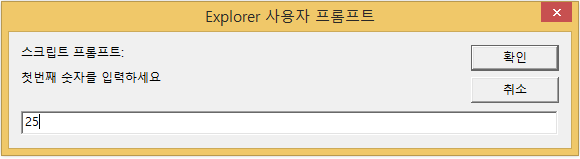 Explorer 사용자 프롬프트
스크립트 프롬프트:
확인
첫번째 숫자를 입력하세요
취소
25